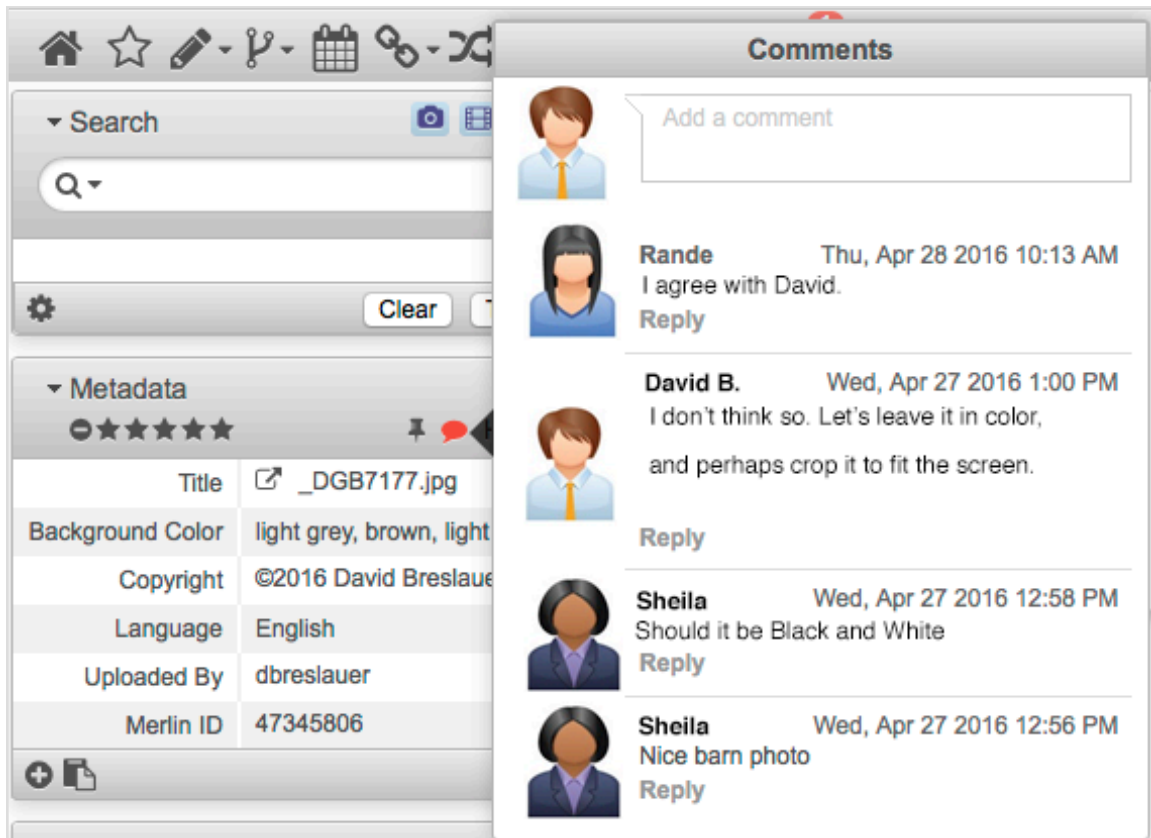 Comments
Search
Add a comment
Rande Thu, Apr 28 2016 10:13 AM
I agree with David.
Reply
Clear
Metadata
David B. Wed, Apr 27 2016 1:00 PM
I don't think so. Let's leave it in color,
and perhaps crop it to fit the screen.
Reply
Title _DGB7177.jpg
Background Color light grey, brown, light
Copyright ©2016 David Breslaue
Language English
Uploaded By dbreslauer
Merlin ID 47345806
Sheila Wed, Apr 27 2016 12:58 PM
Should it be Black and White
Reply
Sheila Wed, Apr 27 2016 12:56 PM
Nice barn photo
Reply